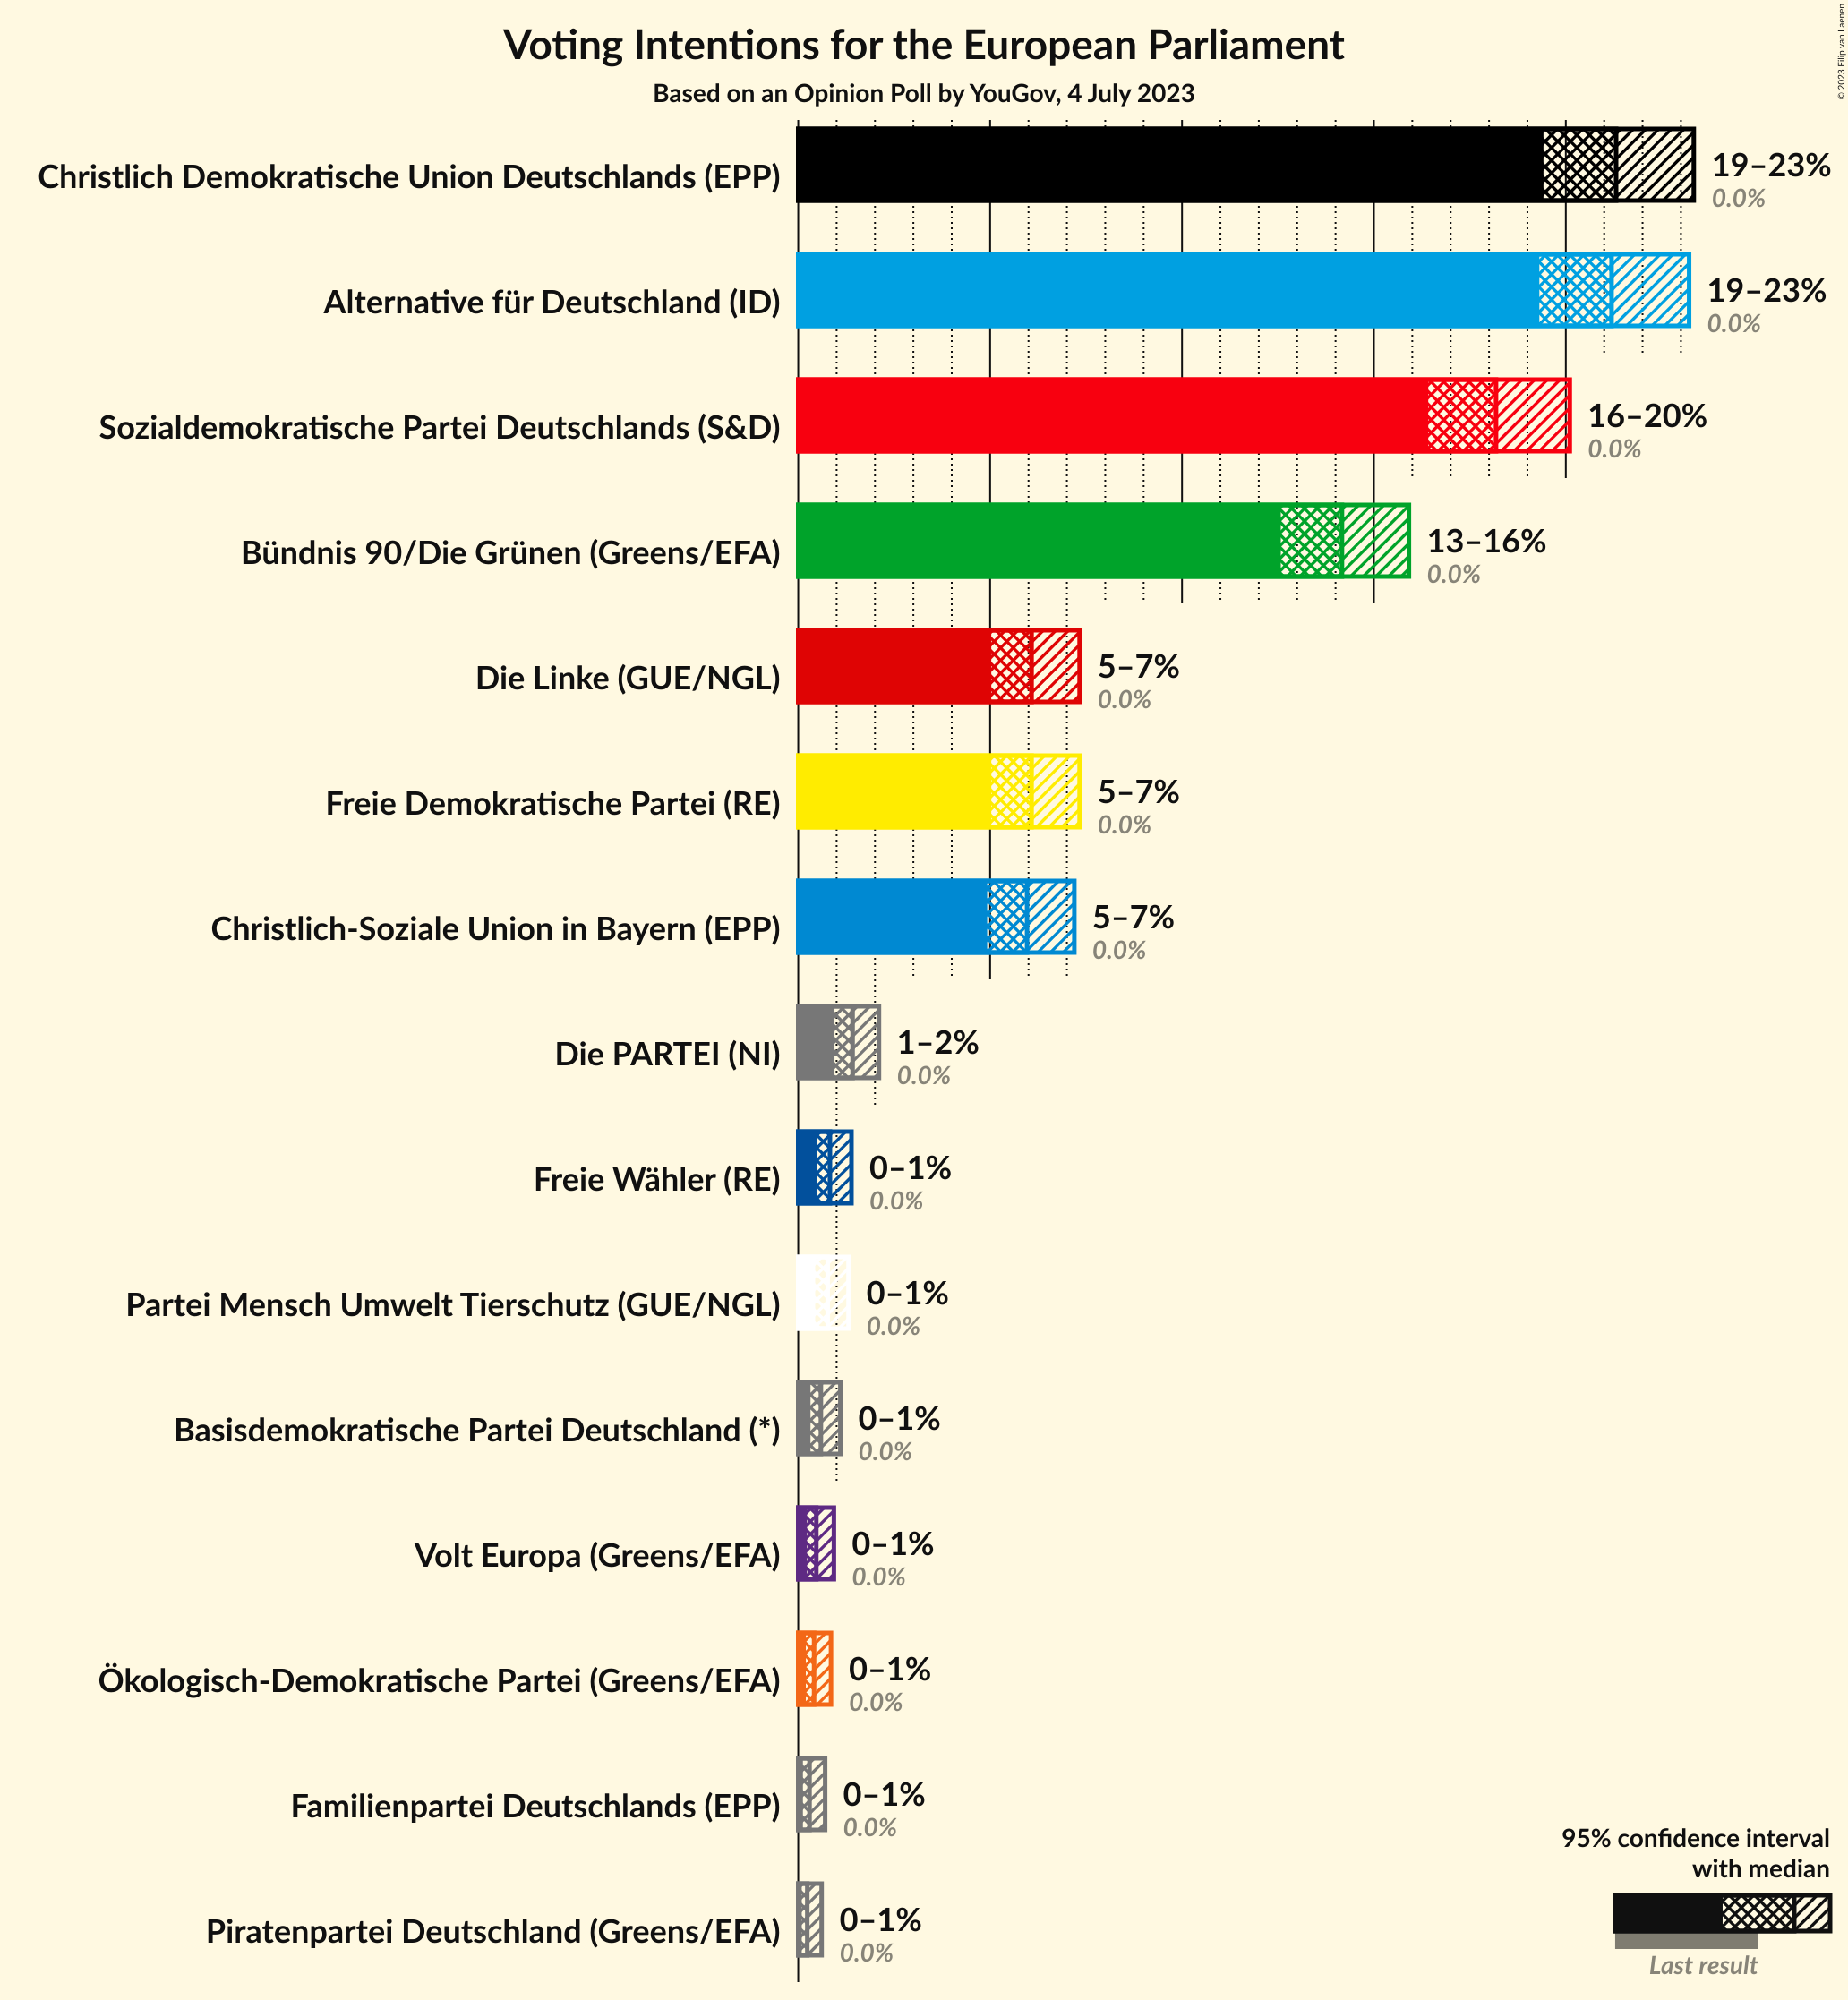 Voting Intentions for the European Parliament
Based on an Opinion Poll by YouGov, 4 July 2023
© 2023 Filip van Laenen
Christlich Demokratische Union Deutschlands (EPP)
19–23%
0.0%
Alternative für Deutschland (ID)
19–23%
0.0%
Sozialdemokratische Partei Deutschlands (S&D)
16–20%
0.0%
Bündnis 90/Die Grünen (Greens/EFA)
13–16%
0.0%
Die Linke (GUE/NGL)
5–7%
0.0%
Freie Demokratische Partei (RE)
5–7%
0.0%
Christlich-Soziale Union in Bayern (EPP)
5–7%
0.0%
Die PARTEI (NI)
1–2%
0.0%
Freie Wähler (RE)
0–1%
0.0%
Partei Mensch Umwelt Tierschutz (GUE/NGL)
0–1%
0.0%
Basisdemokratische Partei Deutschland (*)
0–1%
0.0%
Volt Europa (Greens/EFA)
0–1%
0.0%
Ökologisch-Demokratische Partei (Greens/EFA)
0–1%
0.0%
Familienpartei Deutschlands (EPP)
0–1%
0.0%
Piratenpartei Deutschland (Greens/EFA)
0–1%
0.0%
95% confidence interval
with median
Last result